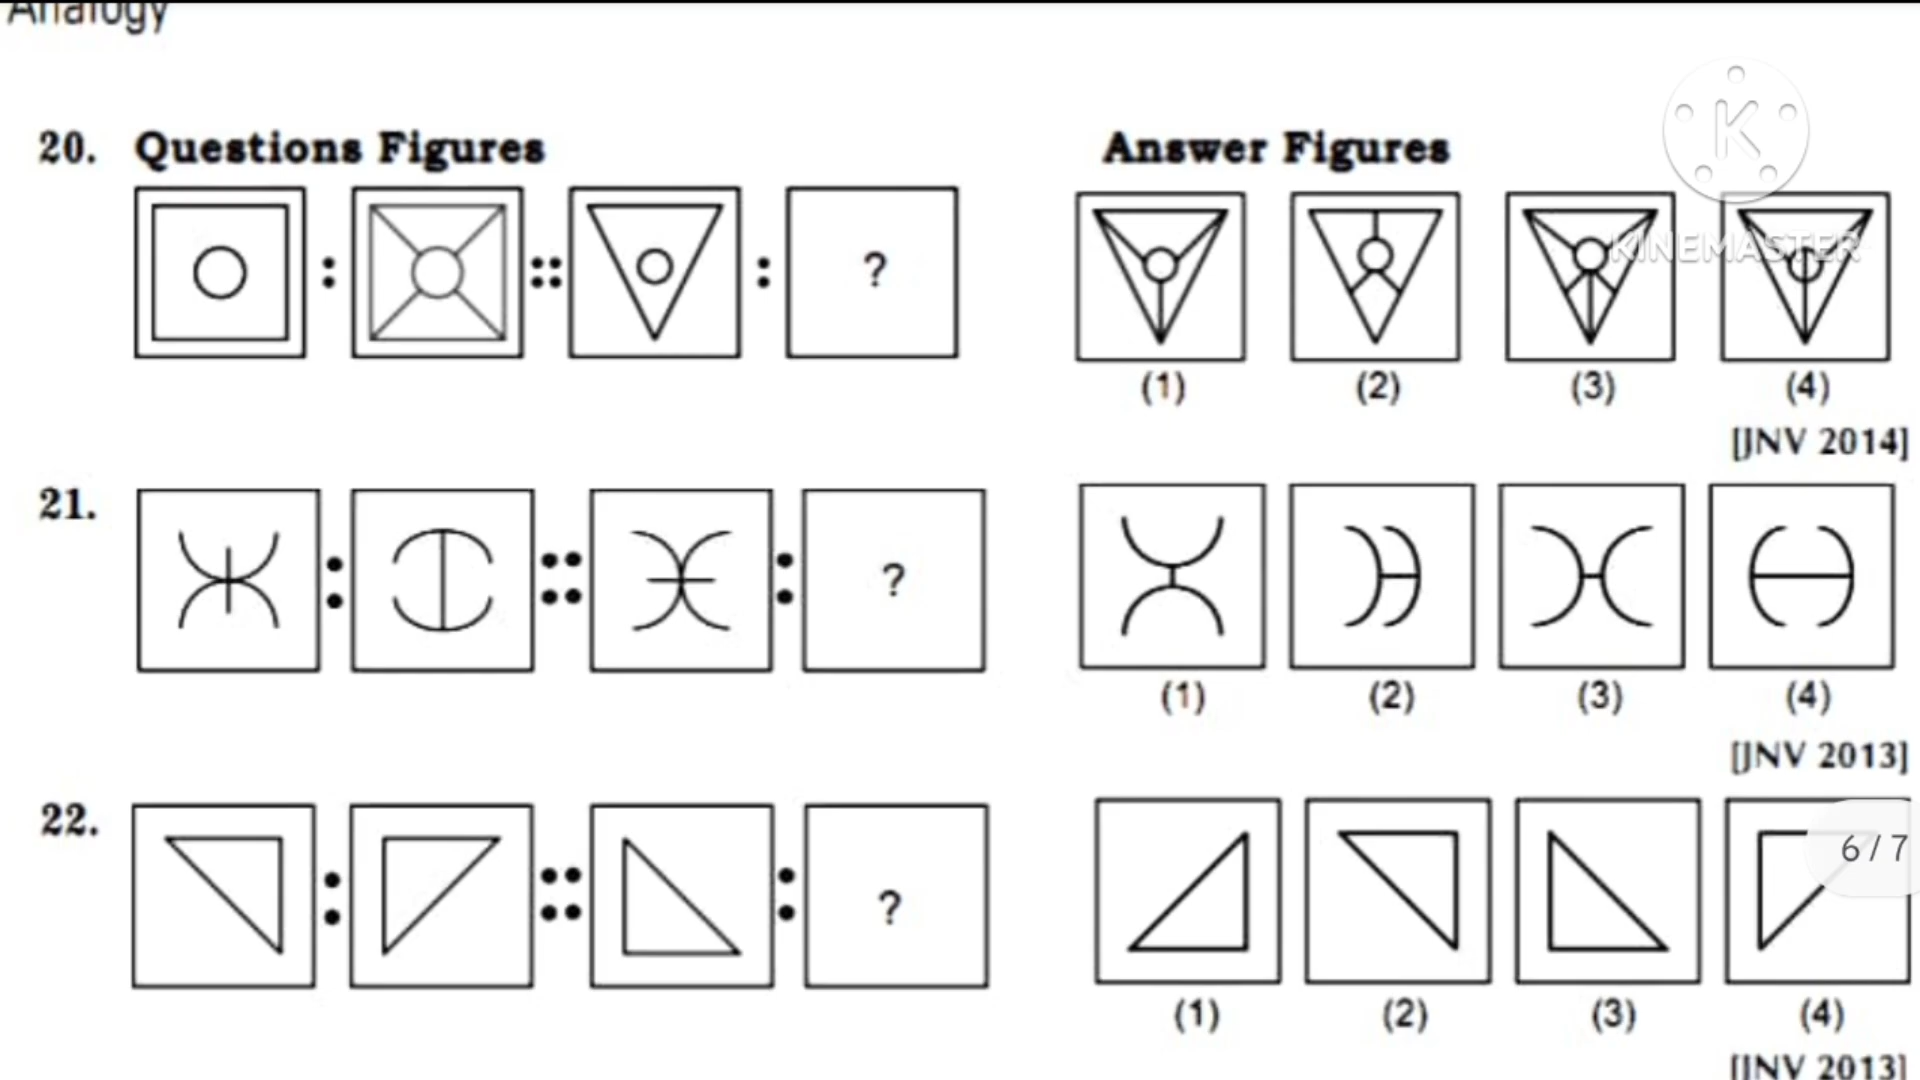 Analogy
20. Questions Figures Answer Figures
: :: : ?
(1) (2) (3) (4)
K
KINEMASTER
[JNV 2014]
21. : :: : ?
(1) (2) (3) (4)
[JNV 2013]
22. : :: : ?
6 / 7
(1) (2) (3) (4)
[JNV 2013]